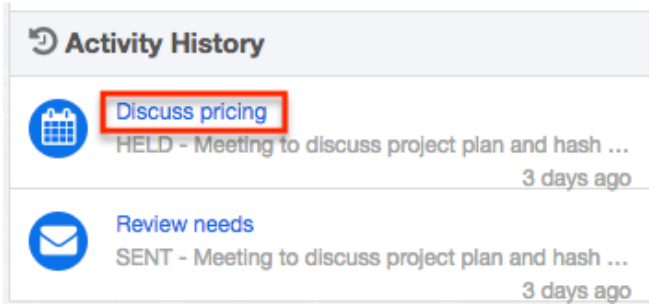 Activity History
Discuss pricing
HELD - Meeting to discuss project plan and hash ...
3 days ago
Review needs
SENT - Meeting to discuss project plan and hash ...
3 days ago